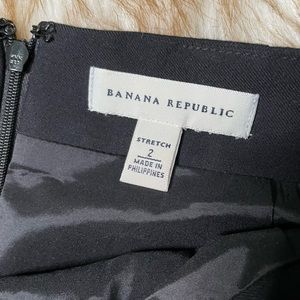 BANANA REPUBLIC
STRETCH
2
MADE IN
PHILIPPINES